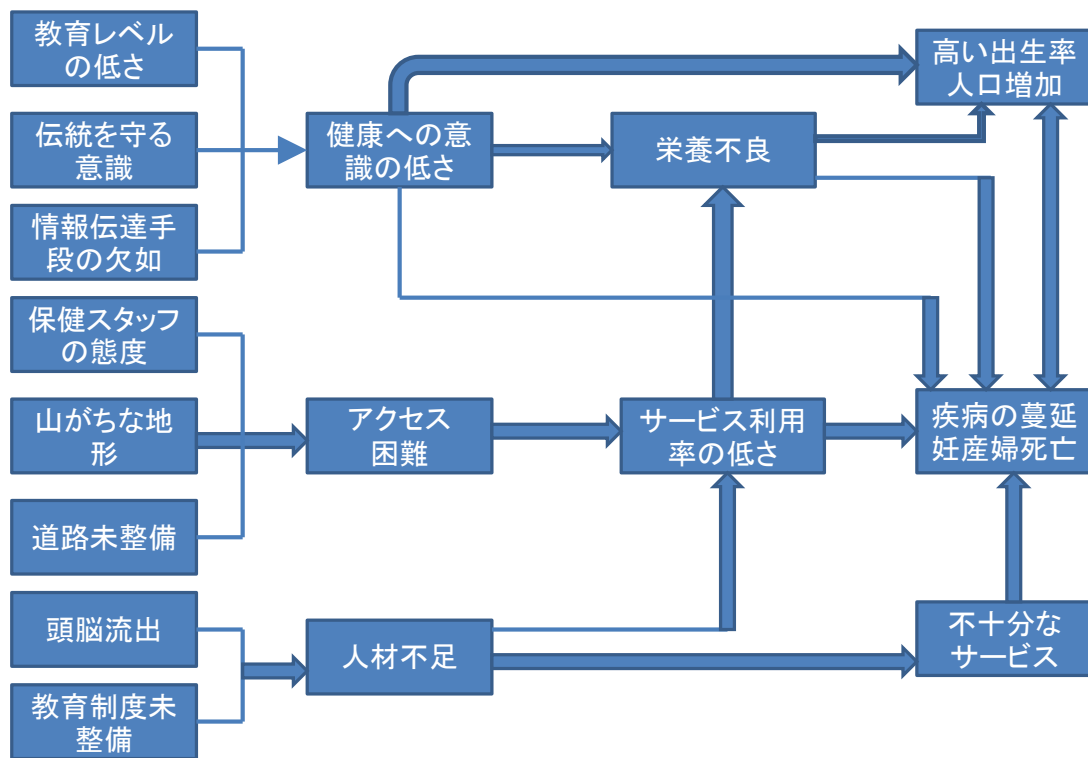 教育レベル
の低さ
高い出生率
人口増加
伝統を守る
意識
健康への意
識の低さ
栄養不良
情報伝達手
段の欠如
保健スタッフ
の態度
山がちな地
形
アクセス
困難
サービス利用
率の低さ
疾病の蔓延
妊産婦死亡
道路未整備
頭脳流出
人材不足
不十分な
サービス
教育制度未
整備